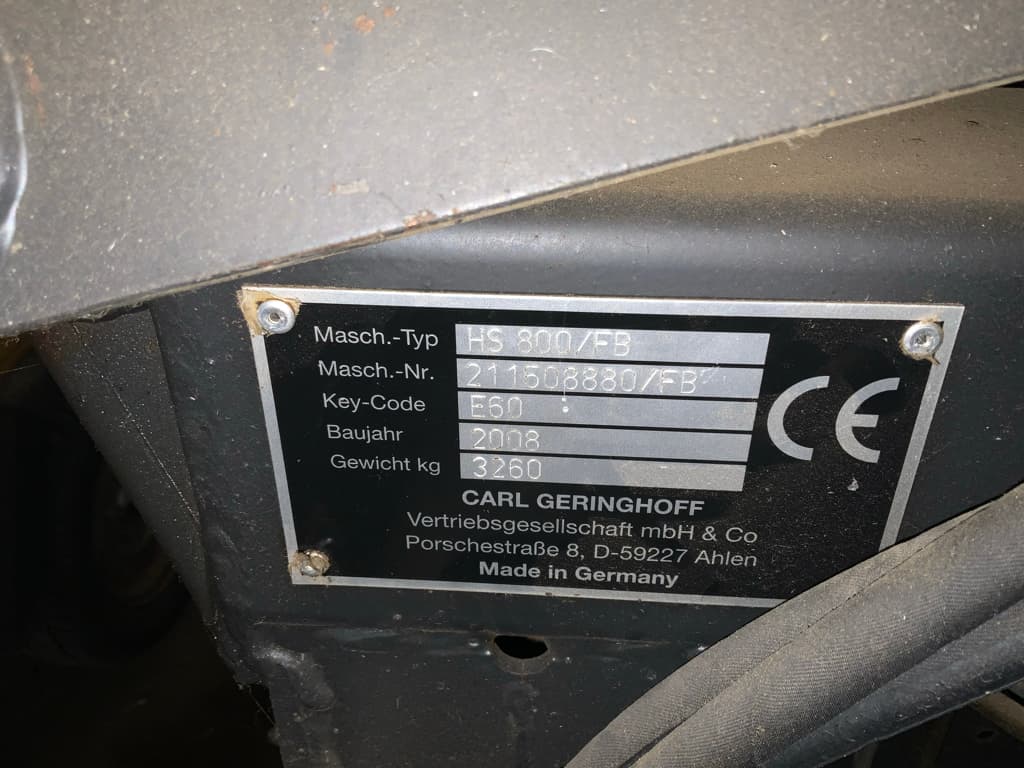 Masch.-Typ HS 800/FB
Masch.-Nr. 211508880/FB
Key-Code E60
Baujahr 2008
Gewicht kg 3260
CE
CARL GERINGHOFF
Vertriebsgesellschaft mbH & Co
Porschestraße 8, D-59227 Ahlen
Made in Germany